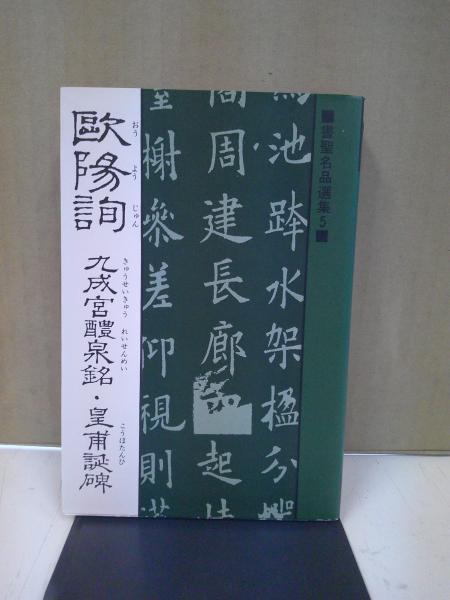 ■書聖名品選集5■
池跨水架楹分
周建長廊
起
榭參差仰視則
歐陽詢
おうようじゅん
九成宮醴泉銘・皇甫誕碑
きゅうせいきゅうれいせんめい
こうほたんひ